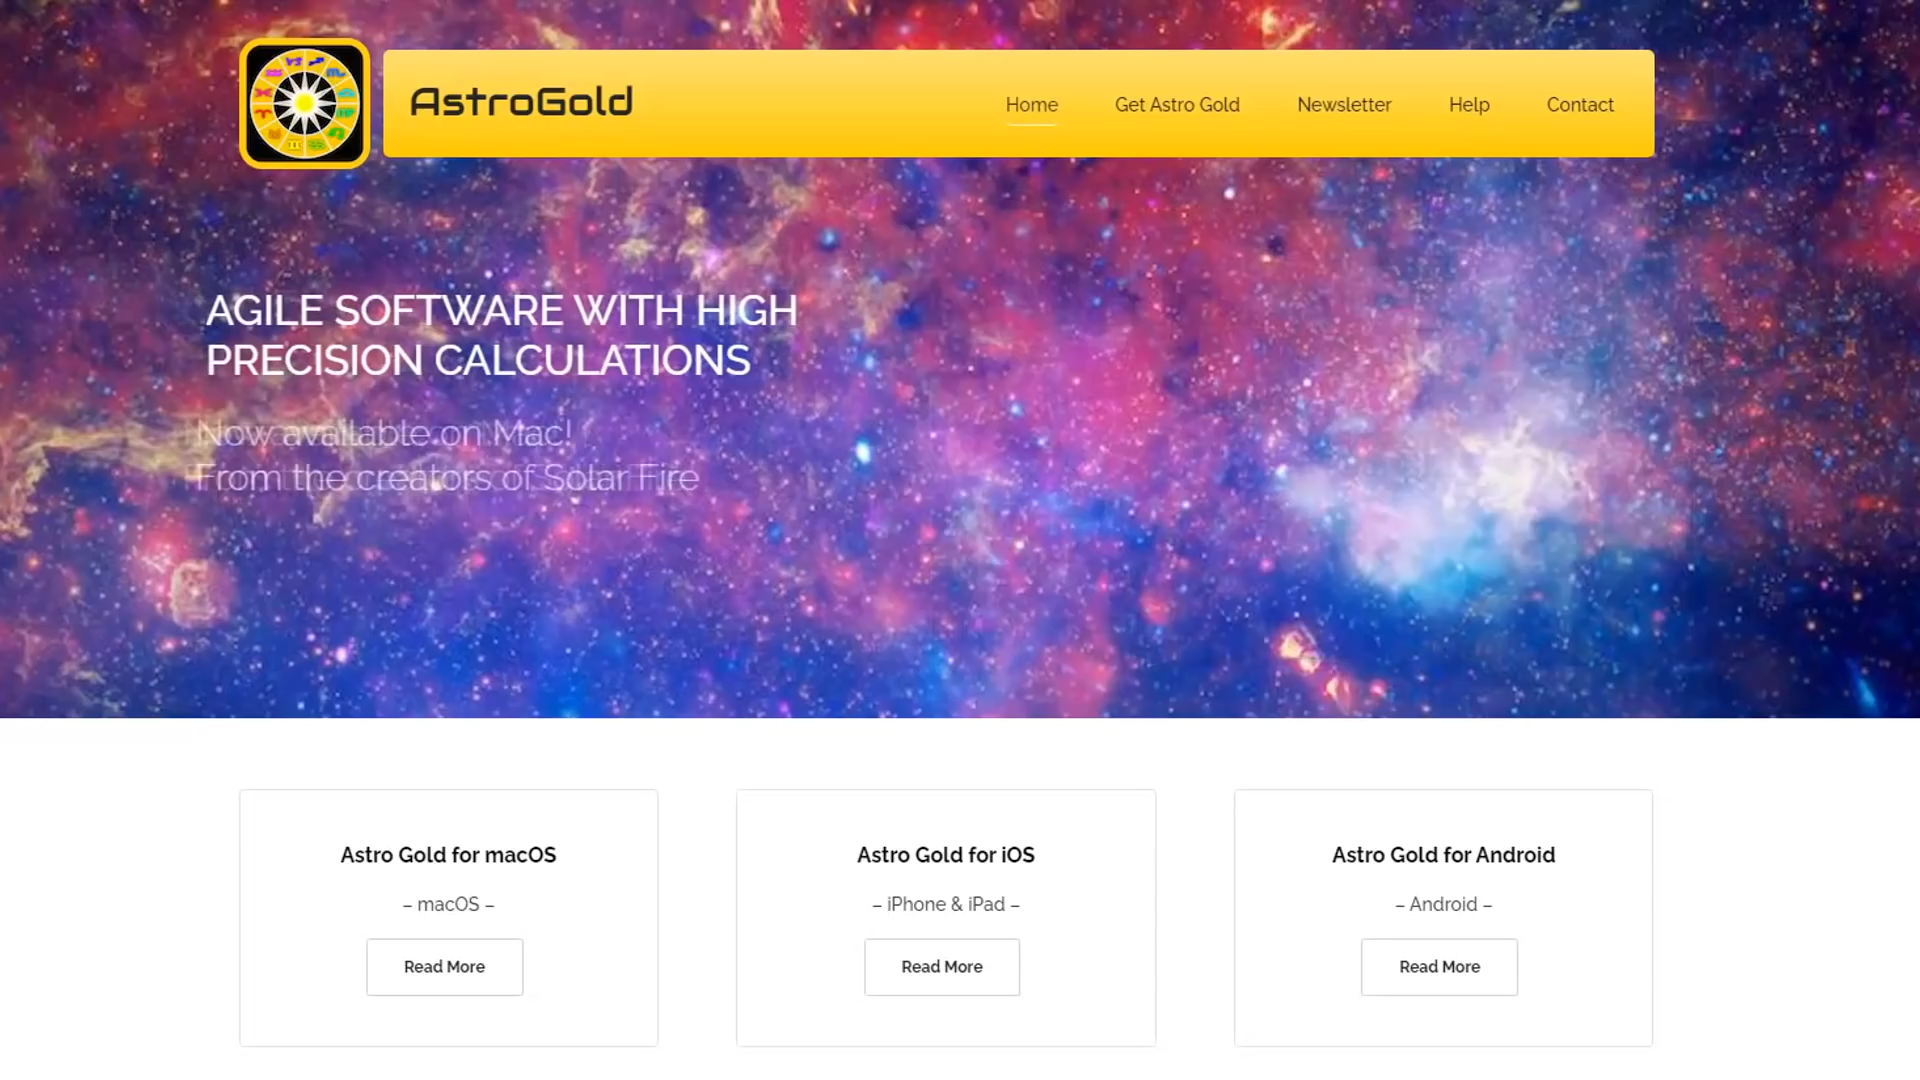 AstroGold
Home
Get Astro Gold
Newsletter
Help
Contact
AGILE SOFTWARE WITH HIGH
PRECISION CALCULATIONS
Now available on Mac!
From the creators of Solar Fire
Astro Gold for macOS
– macOS –
Read More
Astro Gold for iOS
– iPhone & iPad –
Read More
Astro Gold for Android
– Android –
Read More